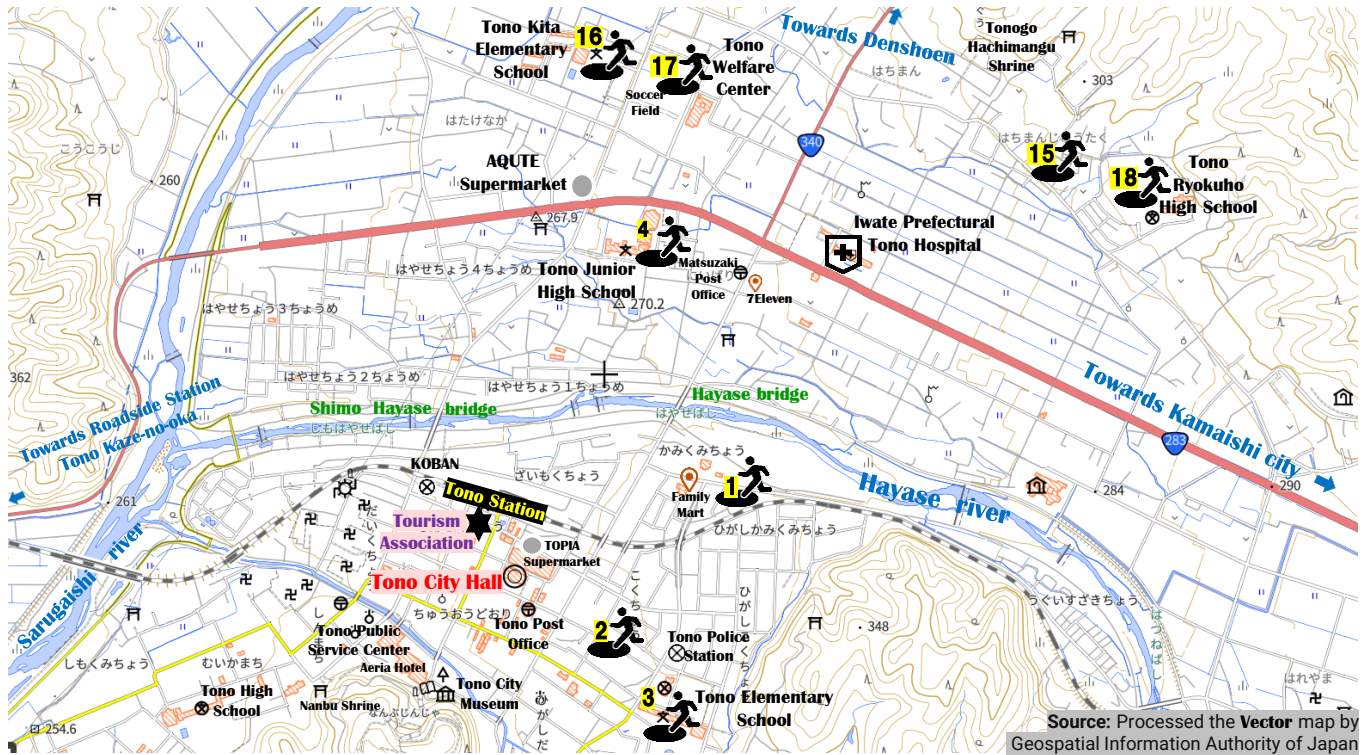 Tono Kita
Elementary
School
16
17
Tono
Welfare
Center
Soccer
Field
Towards Denshoen
Tonogo
Hachimangu
Shrine
303
はちまん
はたけなか
こうこうじ
340
15
18
Tono
Ryokuho
High School
AQUTE
Supermarket
260
267.9
4
Tono Junior
High School
Matsuzaki
Post
Office
7Eleven
Iwate Prefectural
Tono Hospital
はやせちょう4ちょうめ
270.2
はやせちょう3ちょうめ
362
はやせちょう2ちょうめ
はやせちょう1ちょうめ
Towards Roadside Station
Tono Kaze-no-oka
Shimo Hayase bridge
しもはやせばし
Hayase bridge
はやせばし
Towards Kamaishi city
283
290
284
261
KOBAN
ざいもくちょう
かみくみちょう
Family
Mart
1
Hayase river
Tono Station
Tourism
Association
TOPIA
Supermarket
ひがしかみくみちょう
Tono City Hall
Sarugaishi river
ちゅうおうどおり
Tono Post
Office
2
Tono Police
Station
348
うぐいすざきちょう
はつねばし
Tono Public
Service Center
Aeria Hotel
しもくみちょう
むいかまち
Tono High
School
Nanbu Shrine
なんぶじんじゃ
Tono City
Museum
3
Tono Elementary
School
はれやま
254.6
Source: Processed the Vector map by
Geospatial Information Authority of Japan